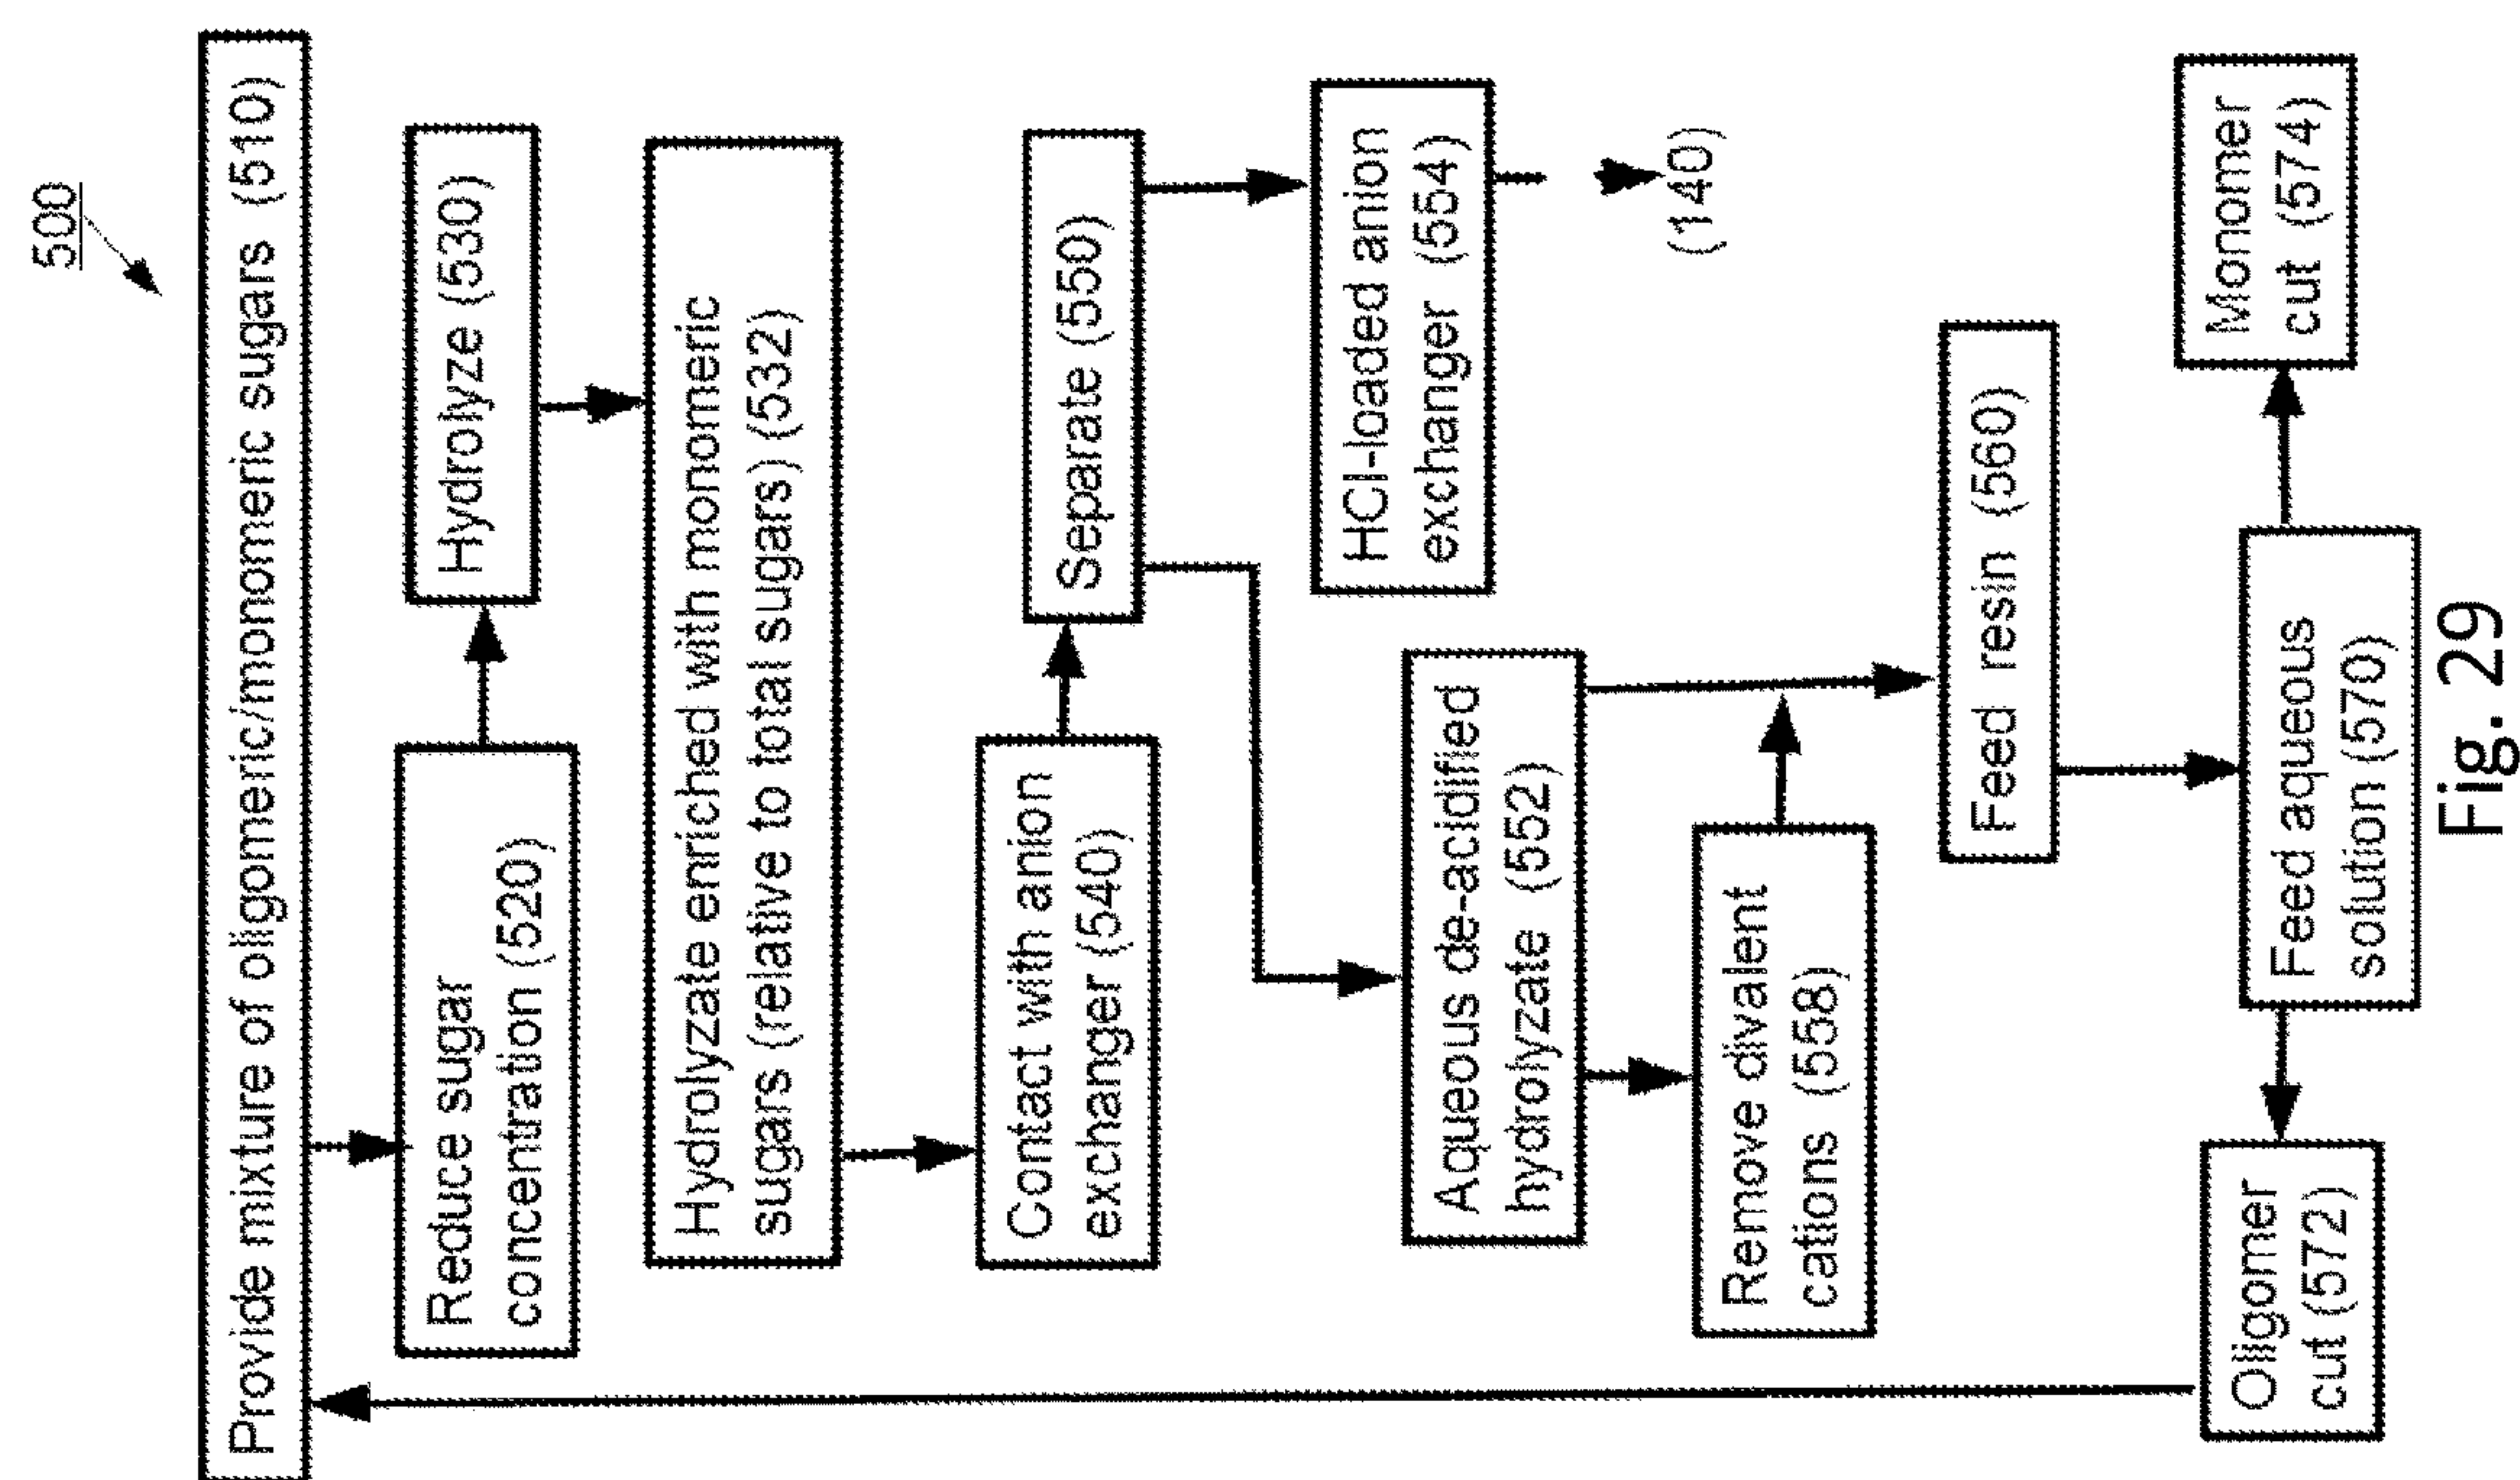 500
Provide mixture of oligomeric/monomeric sugars (510)
Reduce sugar
concentration (520)
Hydrolyze (530)
Hydrolyzate enriched with monomeric
sugars (relative to total sugars) (532)
Contact with anion
exchanger (540)
Separate (550)
HCl-loaded anion
exchanger (554)
(140)
Aqueous de-acidified
hydrolyzate (552)
Remove divalent
cations (558)
Feed resin (560)
Oligomer
cut (572)
Feed aqueous
solution (570)
Monomer
cut (574)
Fig. 29